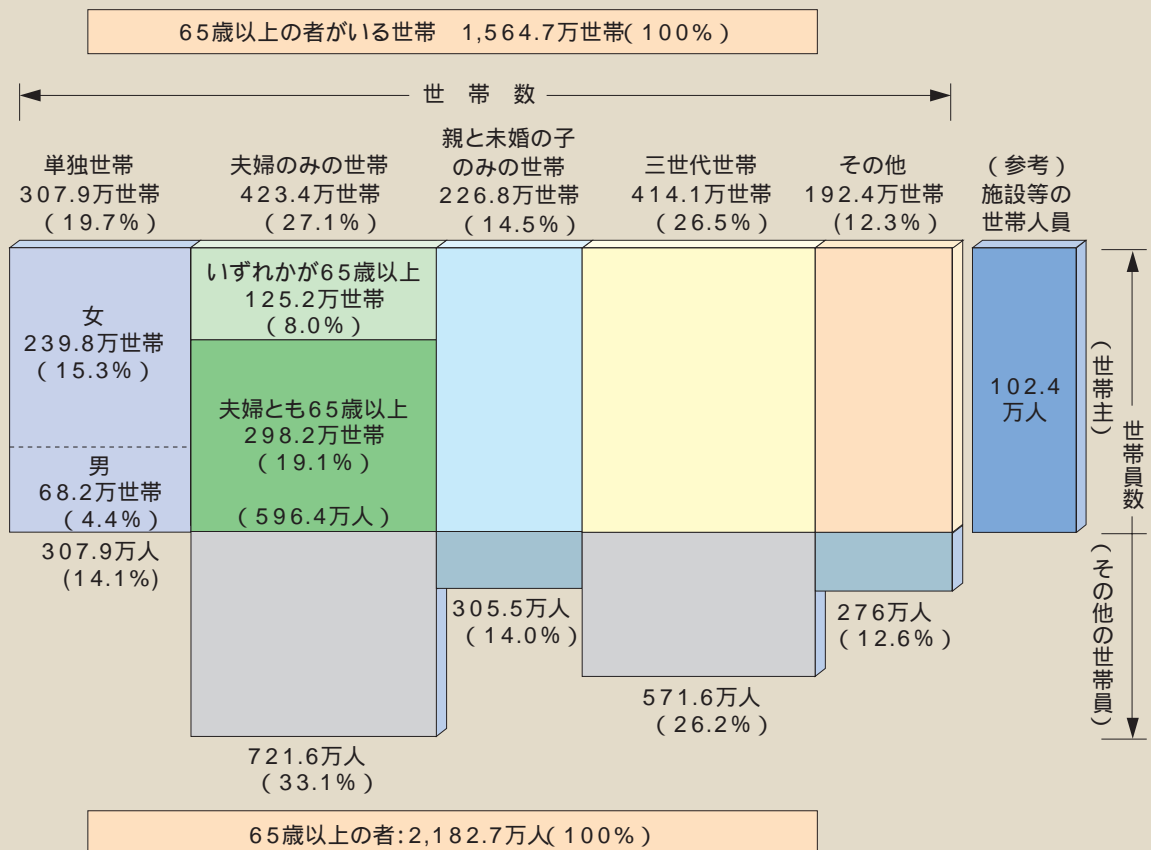 65歳以上の者がいる世帯　1,564.7万世帯(100%)
世　帯　数
単独世帯
307.9万世帯
(19.7%)
夫婦のみの世帯
423.4万世帯
(27.1%)
親と未婚の子
のみの世帯
226.8万世帯
(14.5%)
三世代世帯
414.1万世帯
(26.5%)
その他
192.4万世帯
(12.3%)
(参考)
施設等の
世帯人員
女
239.8万世帯
(15.3%)
男
68.2万世帯
(4.4%)
307.9万人
(14.1%)
いずれかが65歳以上
125.2万世帯
(8.0%)
夫婦とも65歳以上
298.2万世帯
(19.1%)
(596.4万人)
721.6万人
(33.1%)
305.5万人
(14.0%)
571.6万人
(26.2%)
276万人
(12.6%)
102.4
万人
(世帯主)
世帯員数
(その他の世帯員)
65歳以上の者:2,182.7万人(100%)